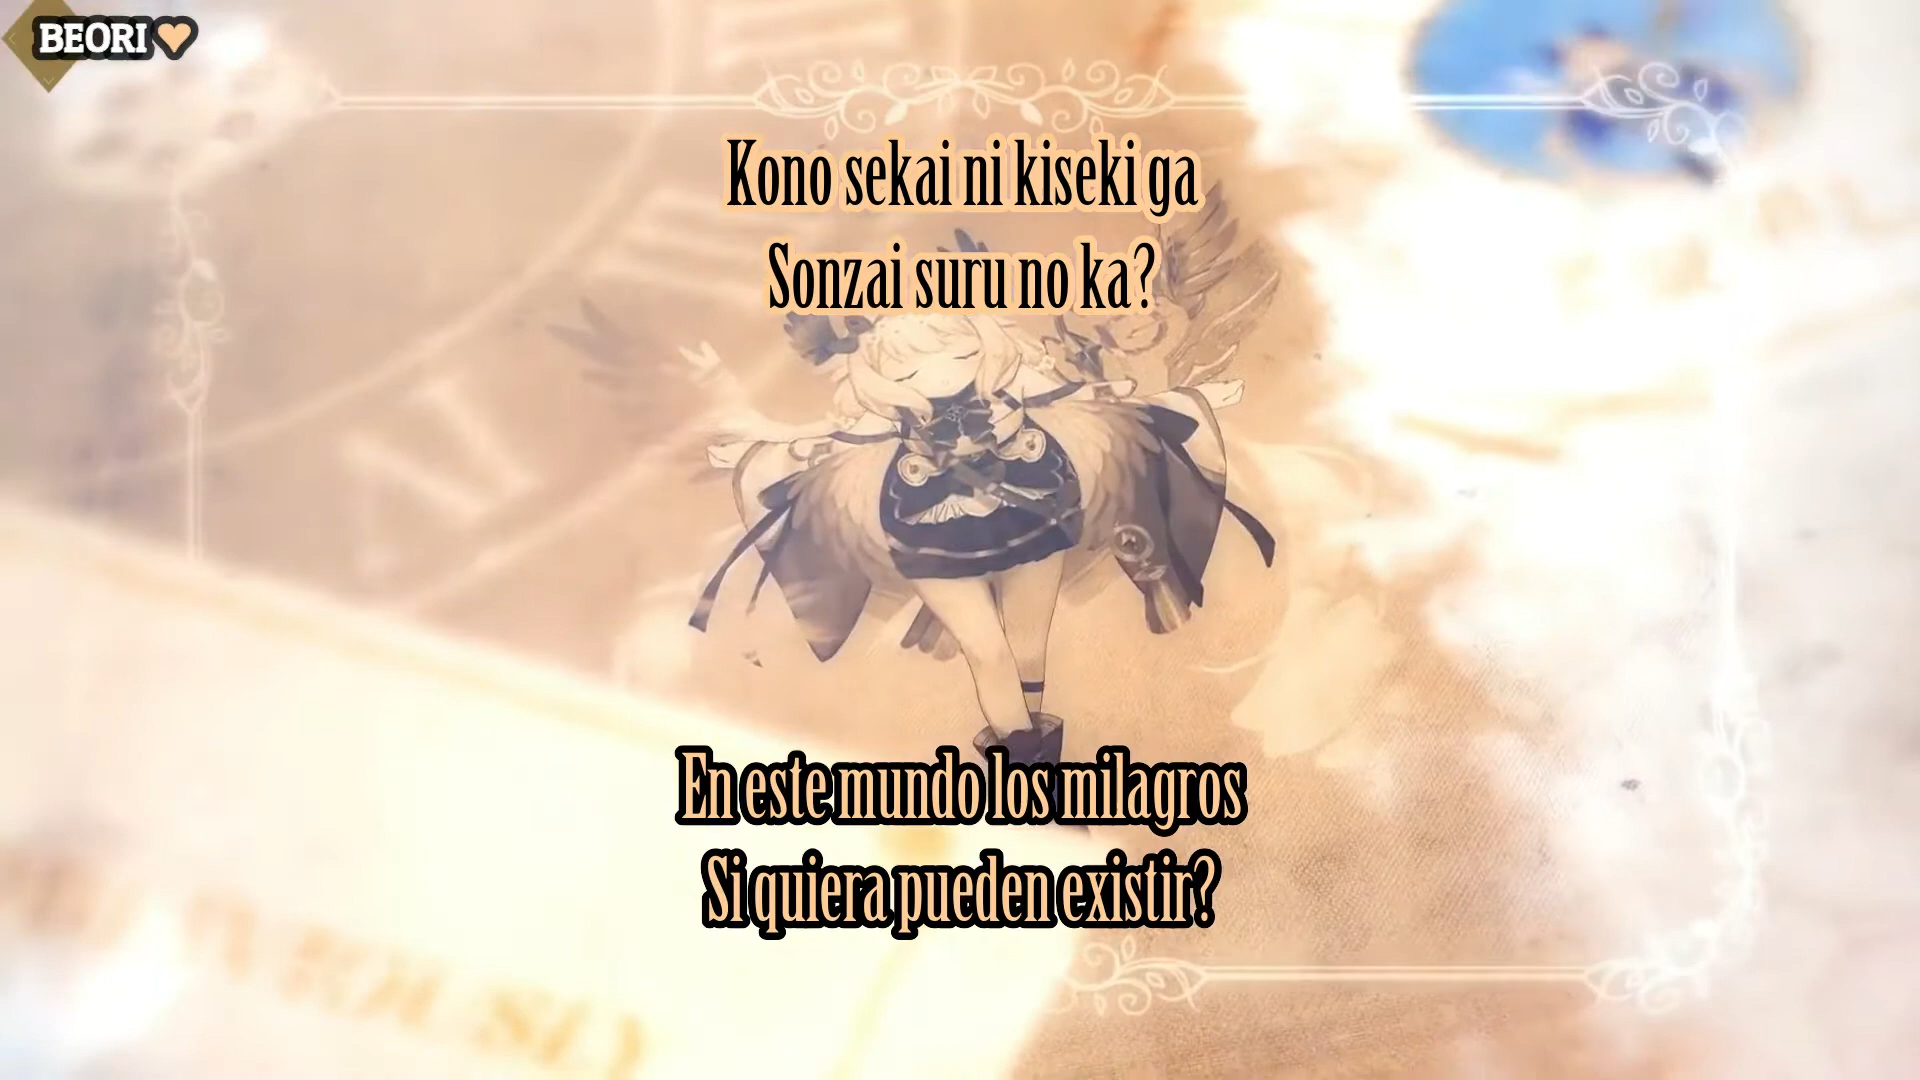 BEORI
Kono sekai ni kiseki ga
Sonzai suru no ka?
En este mundo los milagros
Si quiera pueden existir?